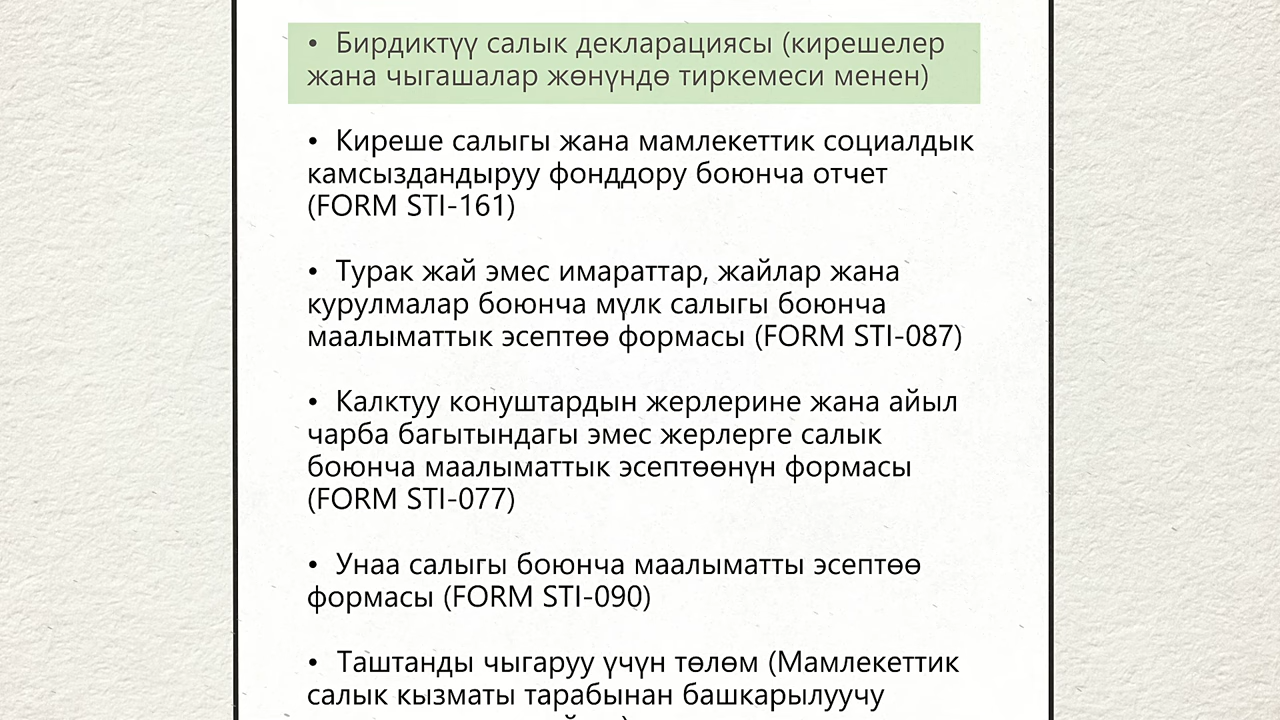 • Бирдиктүү салык декларациясы (кирешелер
жана чыгашалар жөнүндө тиркемеси менен)
• Киреше салыгы жана мамлекеттик социалдык
камсыздандыруу фонддору боюнча отчет
(FORM STI-161)
• Турак жай эмес имараттар, жайлар жана
курулмалар боюнча мүлк салыгы боюнча
маалыматтык эсептөө формасы (FORM STI-087)
• Калктуу конуштардын жерлерине жана айыл
чарба багытындагы эмес жерлерге салык
боюнча маалыматтык эсептөөнүн формасы
(FORM STI-077)
• Унаа салыгы боюнча маалыматты эсептөө
формасы (FORM STI-090)
• Таштанды чыгаруу үчүн төлөм (Мамлекеттик
салык кызматы тарабынан башкарылуучу